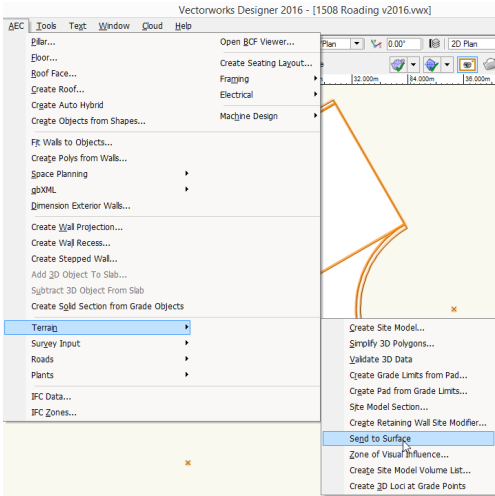 Vectorworks Designer 2016 - [1508 Roading v2016.vwx]
AEC Tools Text Window Cloud Help
Plan 0.00° 2D Plan
32.000m 34.000m 36.000m
Pillar...
Floor...
Roof Face...
Create Roof...
Create Auto Hybrid
Create Objects from Shapes...
Fit Walls to Objects...
Create Polys from Walls...
Space Planning
gbXML
Dimension Exterior Walls...
Create Wall Projection...
Create Wall Recess...
Create Stepped Wall...
Add 3D Object To Slab...
Subtract 3D Object From Slab
Create Solid Section from Grade Objects
Terrain
Survey Input
Roads
Plants
IFC Data...
IFC Zones...
Open BCF Viewer...
Create Seating Layout...
Framing
Electrical
Machine Design
Create Site Model...
Simplify 3D Polygons...
Validate 3D Data
Create Grade Limits from Pad...
Create Pad from Grade Limits...
Site Model Section...
Create Retaining Wall Site Modifier...
Send to Surface
Zone of Visual Influence...
Create Site Model Volume List...
Create 3D Loci at Grade Points